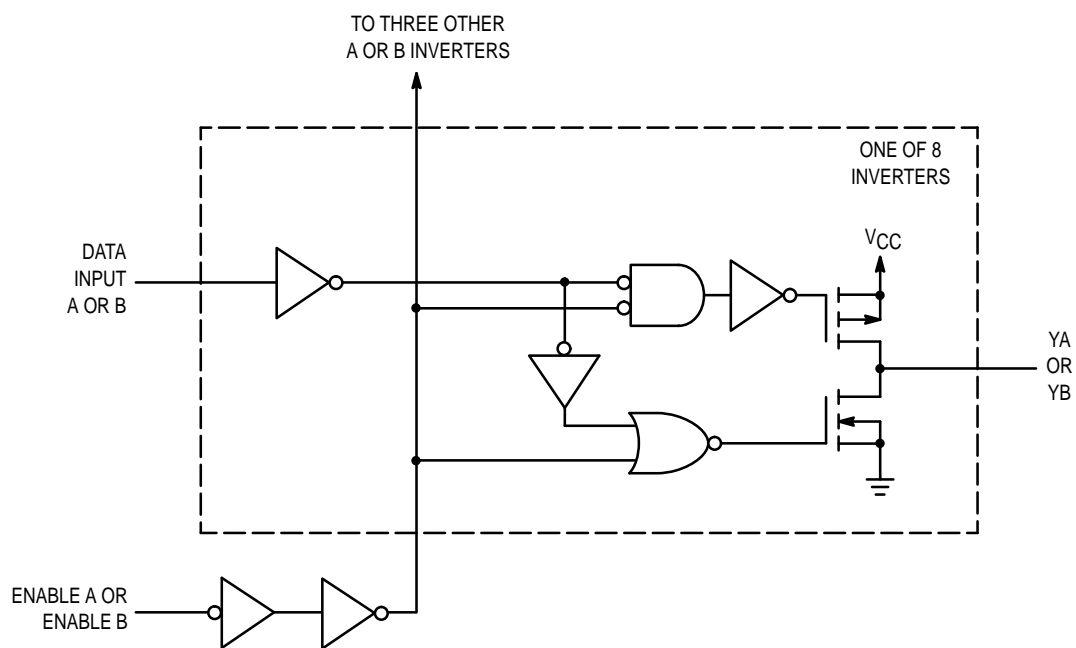 TO THREE OTHER
A OR B INVERTERS
ONE OF 8
INVERTERS
DATA
INPUT
A OR B
VCC
YA
OR
YB
ENABLE A OR
ENABLE B